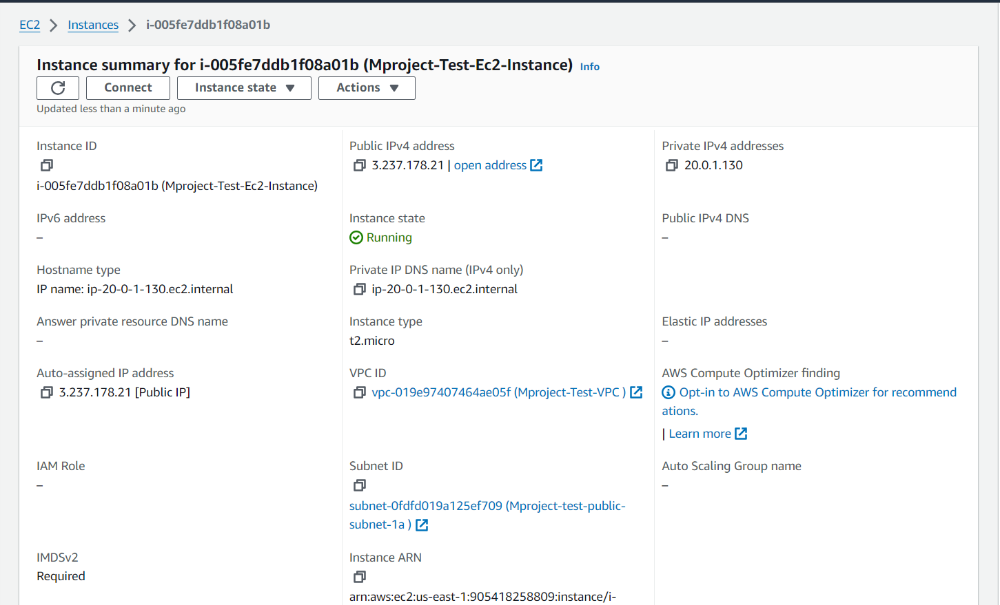 EC2 > Instances > i-005fe7ddb1f08a01b
Instance summary for i-005fe7ddb1f08a01b (Mproject-Test-Ec2-Instance) Info
Connect Instance state ▼ Actions ▼
Updated less than a minute ago
Instance ID
i-005fe7ddb1f08a01b (Mproject-Test-Ec2-Instance)
Public IPv4 address
3.237.178.21 | open address
Private IPv4 addresses
20.0.1.130
IPv6 address
–
Instance state
Running
Public IPv4 DNS
–
Hostname type
IP name: ip-20-0-1-130.ec2.internal
Private IP DNS name (IPv4 only)
ip-20-0-1-130.ec2.internal
Answer private resource DNS name
–
Instance type
t2.micro
Elastic IP addresses
–
Auto-assigned IP address
3.237.178.21 [Public IP]
VPC ID
vpc-019e97407464ae05f (Mproject-Test-VPC )
AWS Compute Optimizer finding
Opt-in to AWS Compute Optimizer for recommend
ations.
| Learn more
IAM Role
–
Subnet ID
subnet-0fdfd019a125ef709 (Mproject-test-public-
subnet-1a )
Auto Scaling Group name
–
IMDSv2
Required
Instance ARN
arn:aws:ec2:us-east-1:905418258809:instance/i-